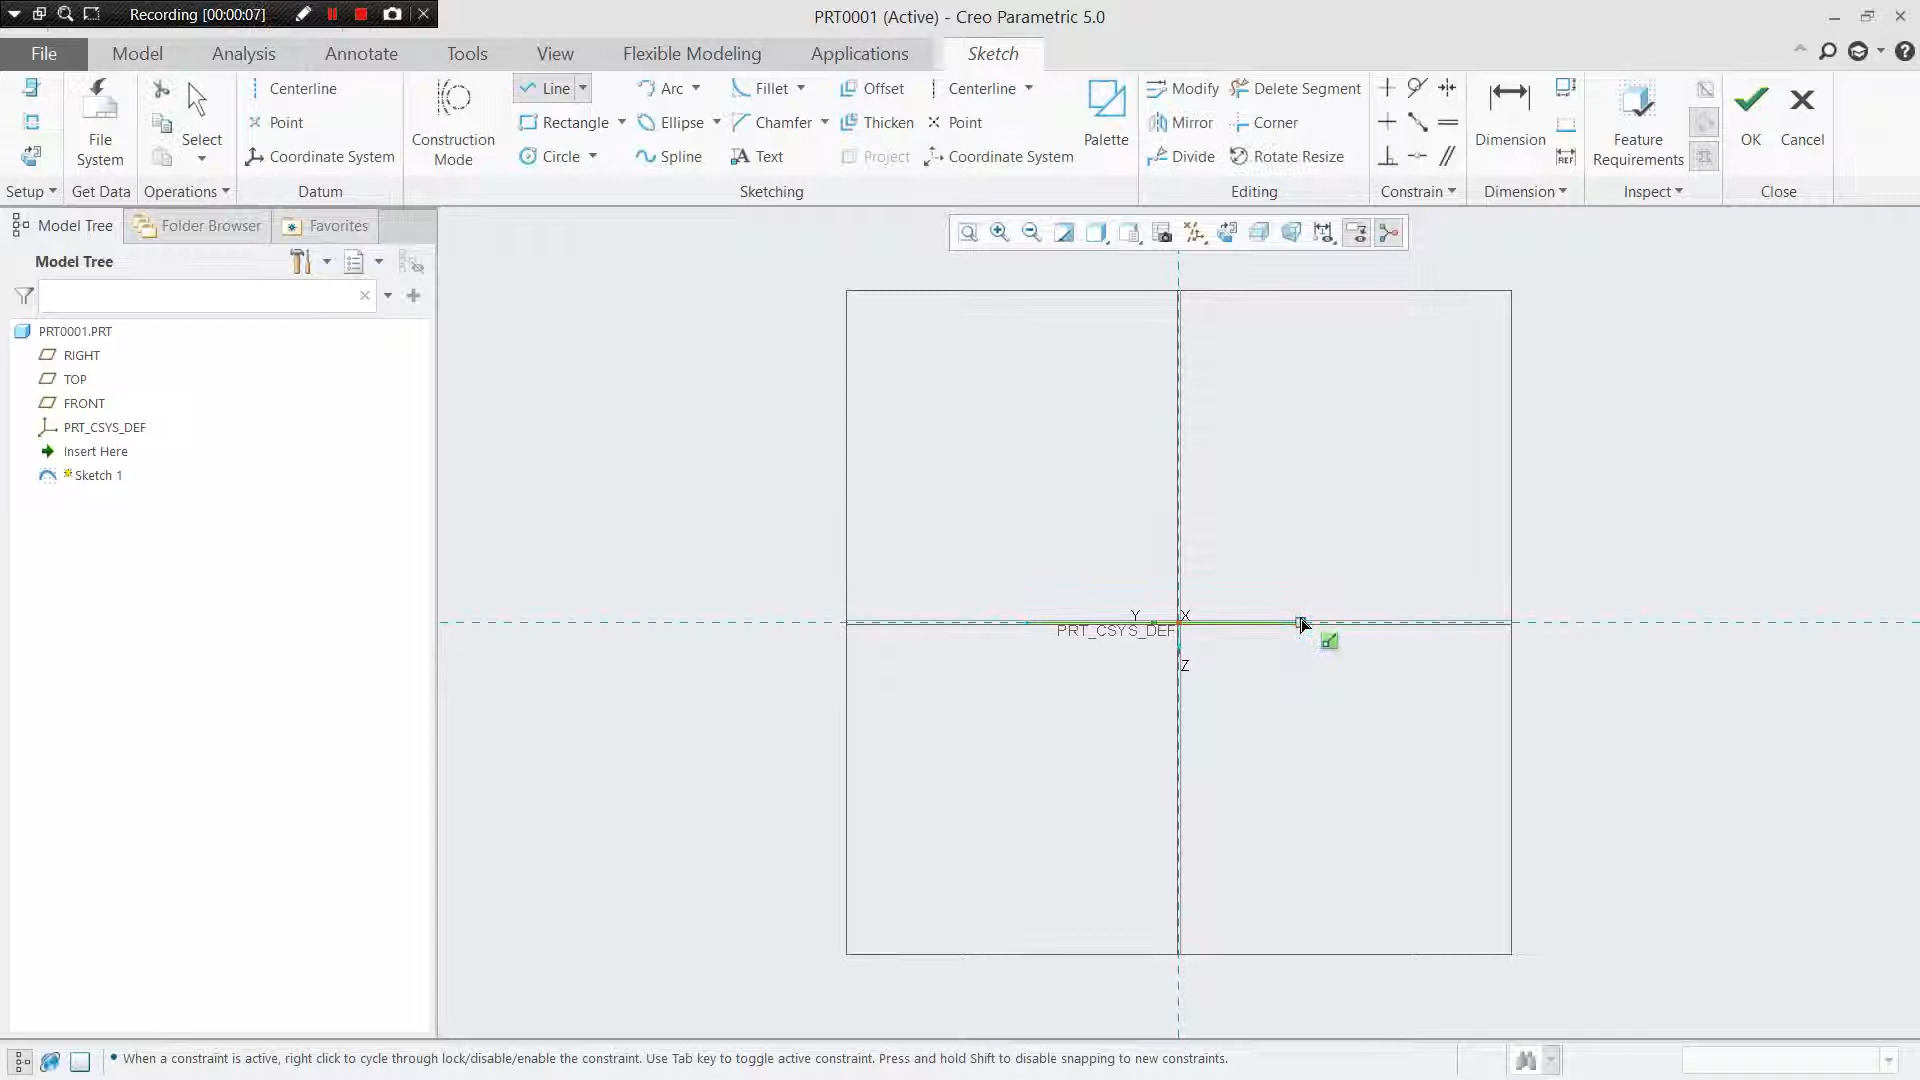 Recording [00:00:07]
PRT0001 (Active) - Creo Parametric 5.0
File Model Analysis Annotate Tools View Flexible Modeling Applications Sketch
Centerline Line Arc Fillet Offset Centerline Modify Delete Segment
Point Rectangle Ellipse Chamfer Thicken Point Mirror Corner
File System Select Coordinate System Construction Mode Circle Spline Text Project Coordinate System Palette Divide Rotate Resize Dimension Feature Requirements OK Cancel
Setup Get Data Operations Datum Sketching Editing Constrain Dimension Inspect Close
REF
Model Tree Folder Browser Favorites
Model Tree
PRT0001.PRT
RIGHT
TOP
FRONT
PRT_CSYS_DEF
Insert Here
Sketch 1
Y X
PRT_CSYS_DEF
Z
When a constraint is active, right click to cycle through lock/disable/enable the constraint. Use Tab key to toggle active constraint. Press and hold Shift to disable snapping to new constraints.